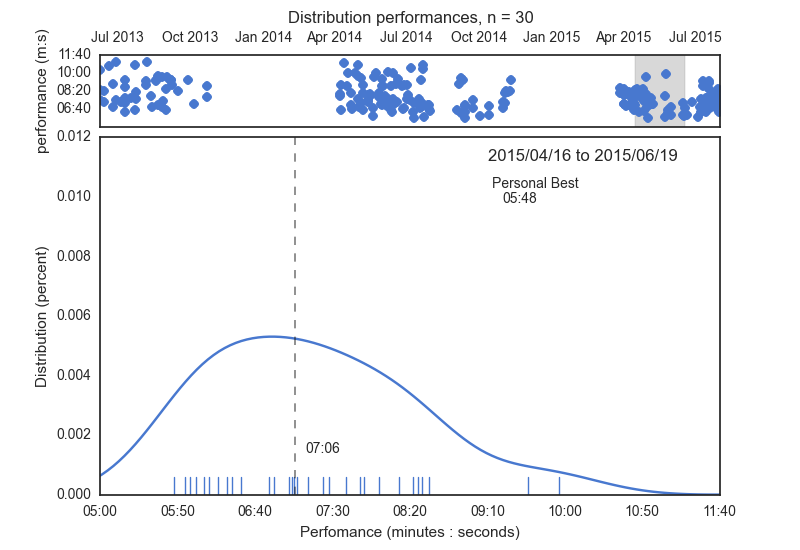 Distribution performances, n = 30
Jul 2013 Oct 2013 Jan 2014 Apr 2014 Jul 2014 Oct 2014 Jan 2015 Apr 2015 Jul 2015
performance (m:s)
11:40
10:00
08:20
06:40
Distribution (percent)
0.012
0.010
0.008
0.006
0.004
0.002
0.000
2015/04/16 to 2015/06/19
Personal Best
05:48
07:06
05:00 05:50 06:40 07:30 08:20 09:10 10:00 10:50 11:40
Perfomance (minutes : seconds)